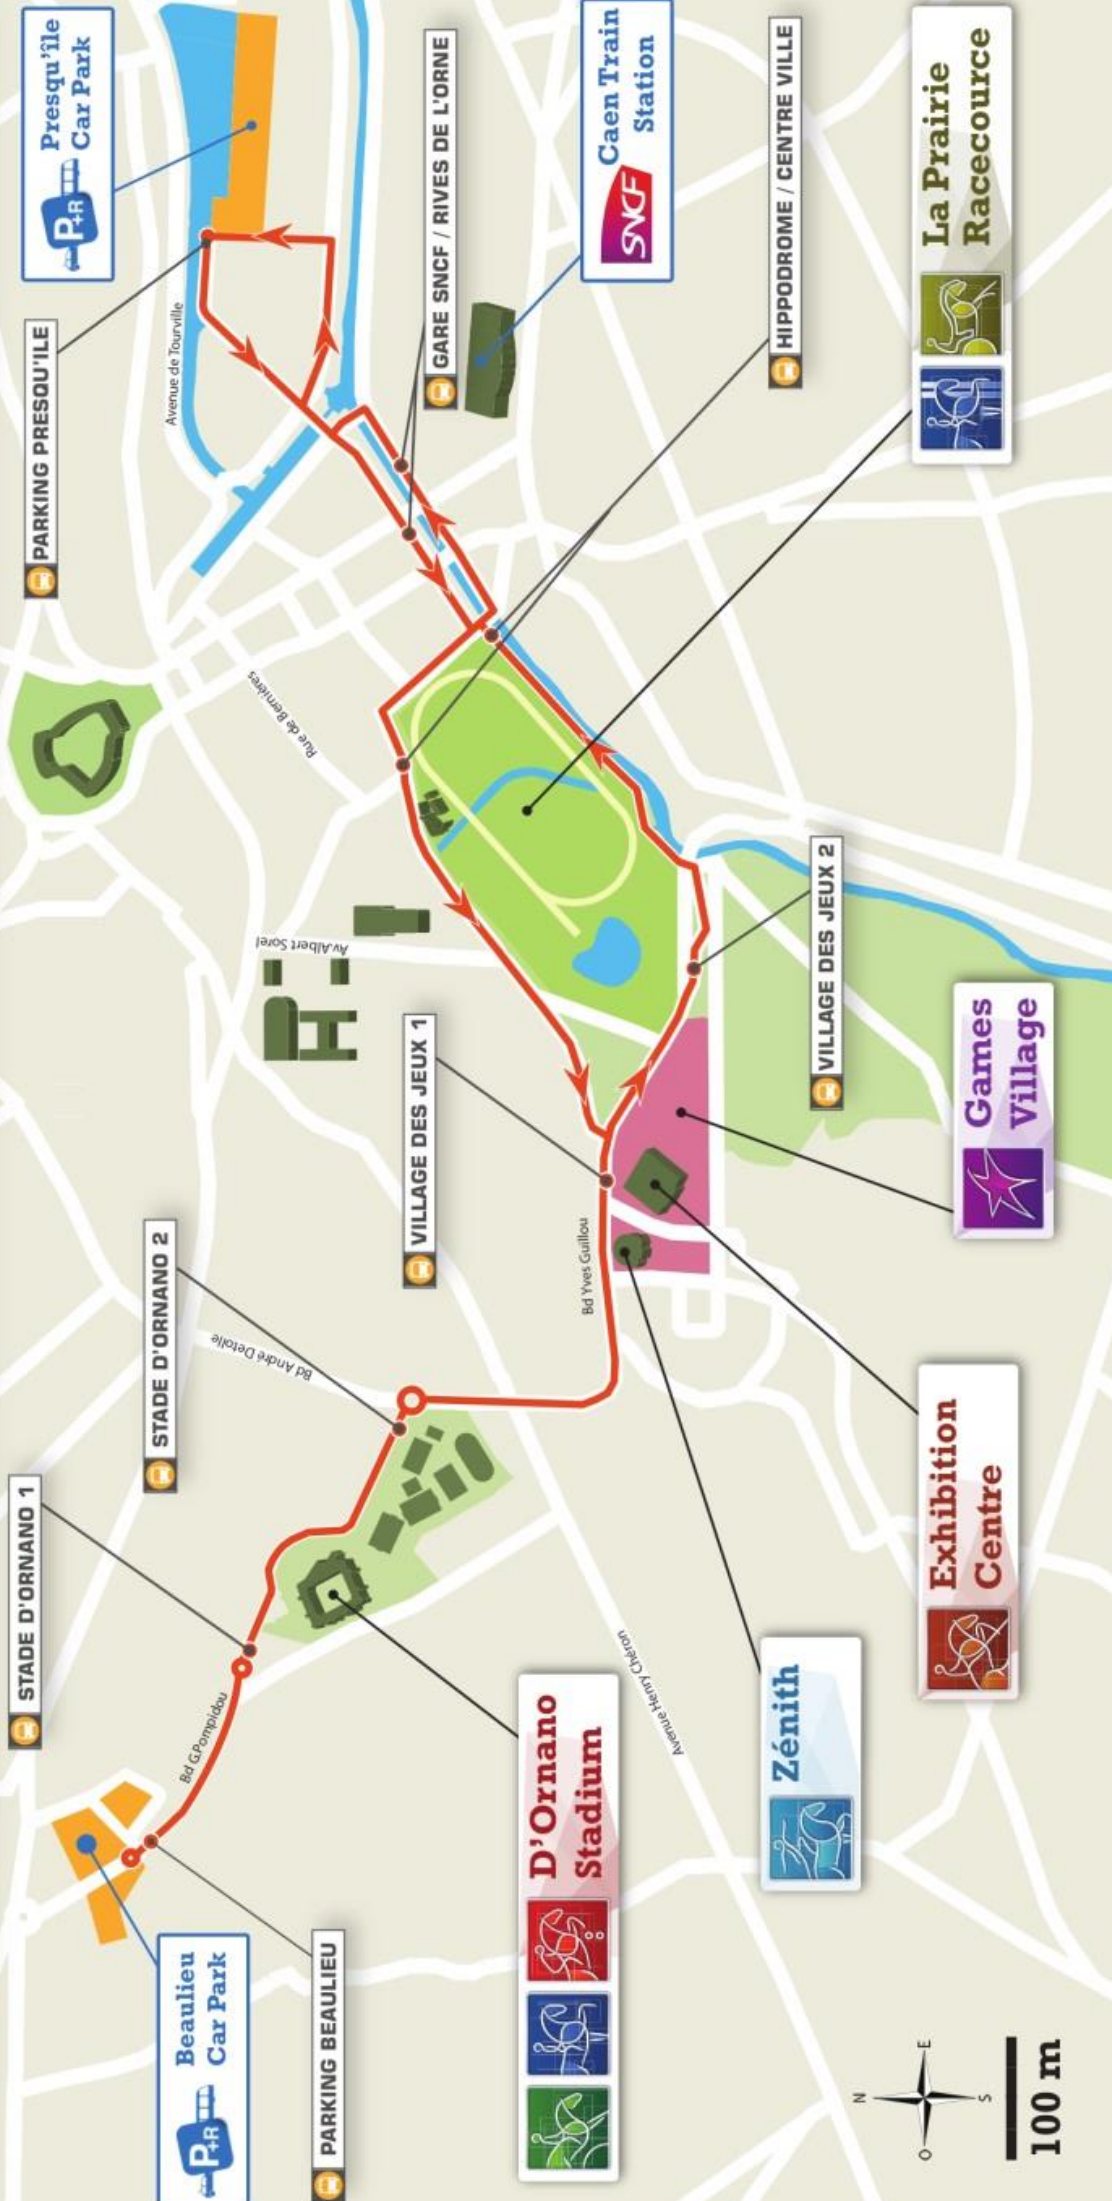 P+R
Beaulieu
Car Park
PARKING BEAULIEU
STADE D'ORNANO 1
Bd G.Pompidou
STADE D'ORNANO 2
Bd André Detolle
D'Ornano
Stadium
Avenue Henry Chéron
Zénith
Exhibition
Centre
Bd Yves Guillou
VILLAGE DES JEUX 1
Games
Village
VILLAGE DES JEUX 2
Av.Albert Sorel
Rue de Bernières
PARKING PRESQU'ILE
Avenue de Tourville
P+R
Presqu'île
Car Park
GARE SNCF / RIVES DE L'ORNE
SNCF
Caen Train
Station
HIPPODROME / CENTRE VILLE
La Prairie
Racecource
N
O
E
S
100 m